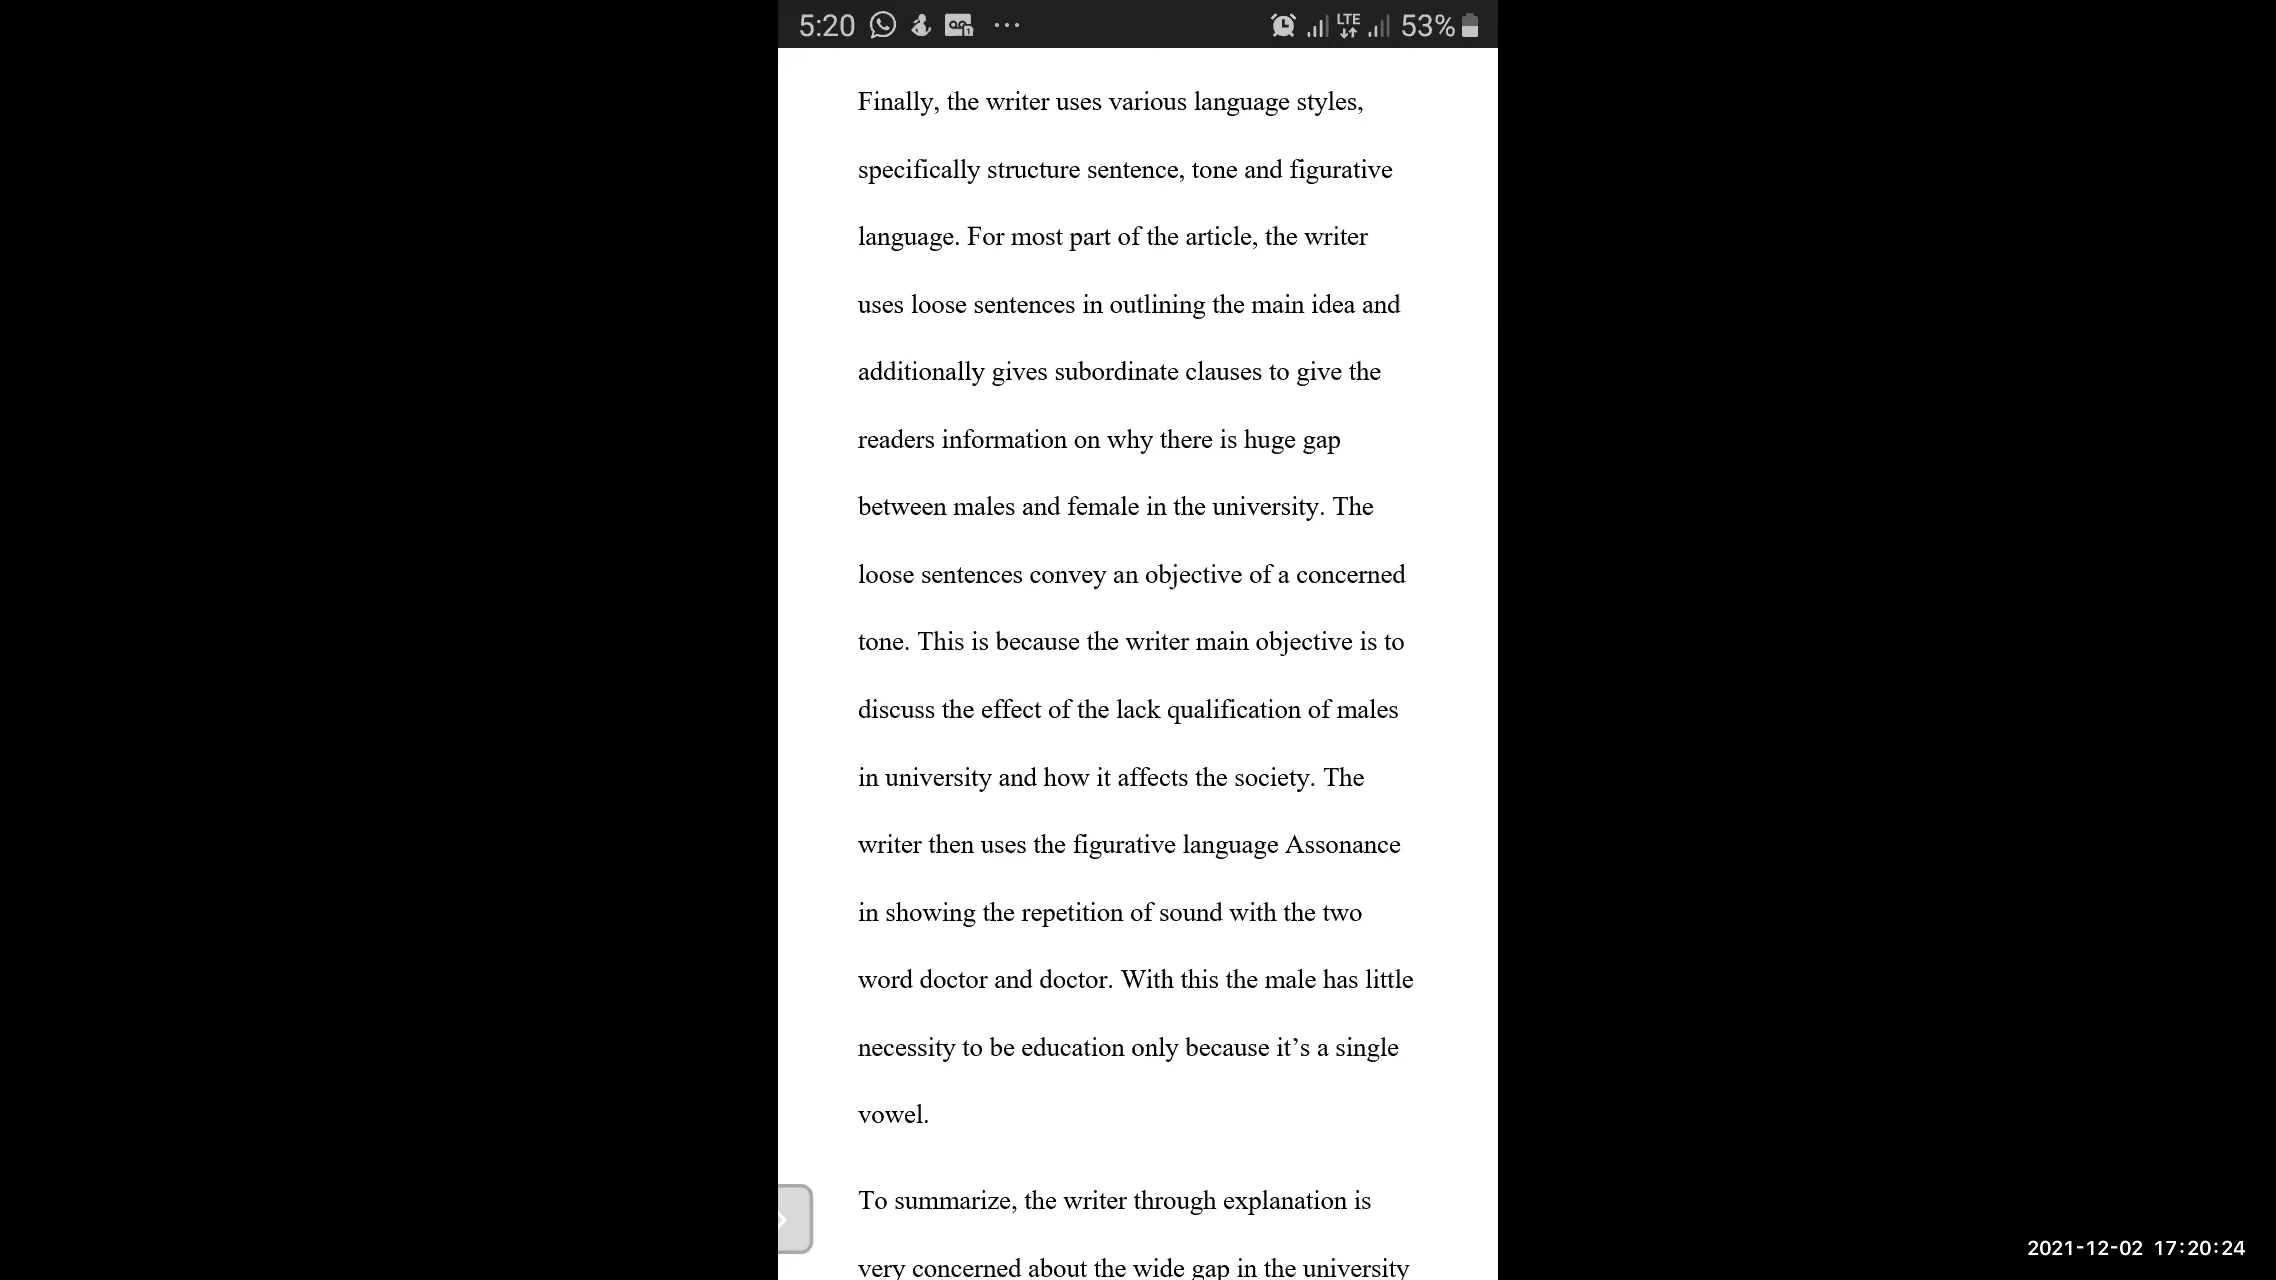 5:20 ... LTE 53%
Finally, the writer uses various language styles,
specifically structure sentence, tone and figurative
language. For most part of the article, the writer
uses loose sentences in outlining the main idea and
additionally gives subordinate clauses to give the
readers information on why there is huge gap
between males and female in the university. The
loose sentences convey an objective of a concerned
tone. This is because the writer main objective is to
discuss the effect of the lack qualification of males
in university and how it affects the society. The
writer then uses the figurative language Assonance
in showing the repetition of sound with the two
word doctor and doctor. With this the male has little
necessity to be education only because it’s a single
vowel.
To summarize, the writer through explanation is
very concerned about the wide gap in the university
2021-12-02 17:20:24